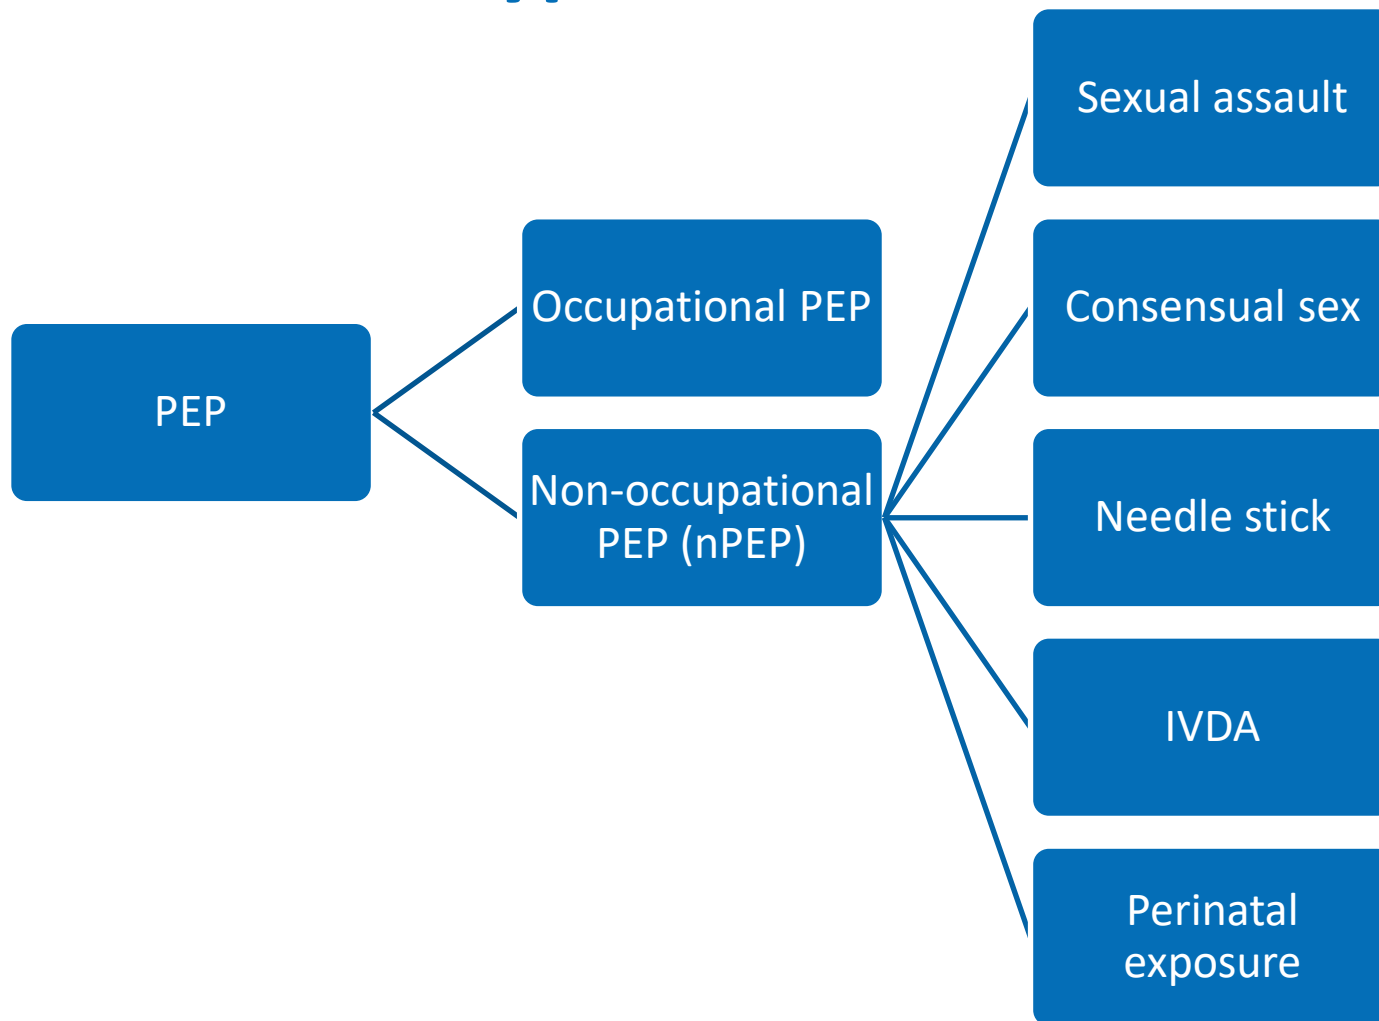 Sexual assault
Occupational PEP
Consensual sex
PEP
Non-occupational
PEP (nPEP)
Needle stick
IVDA
Perinatal
exposure